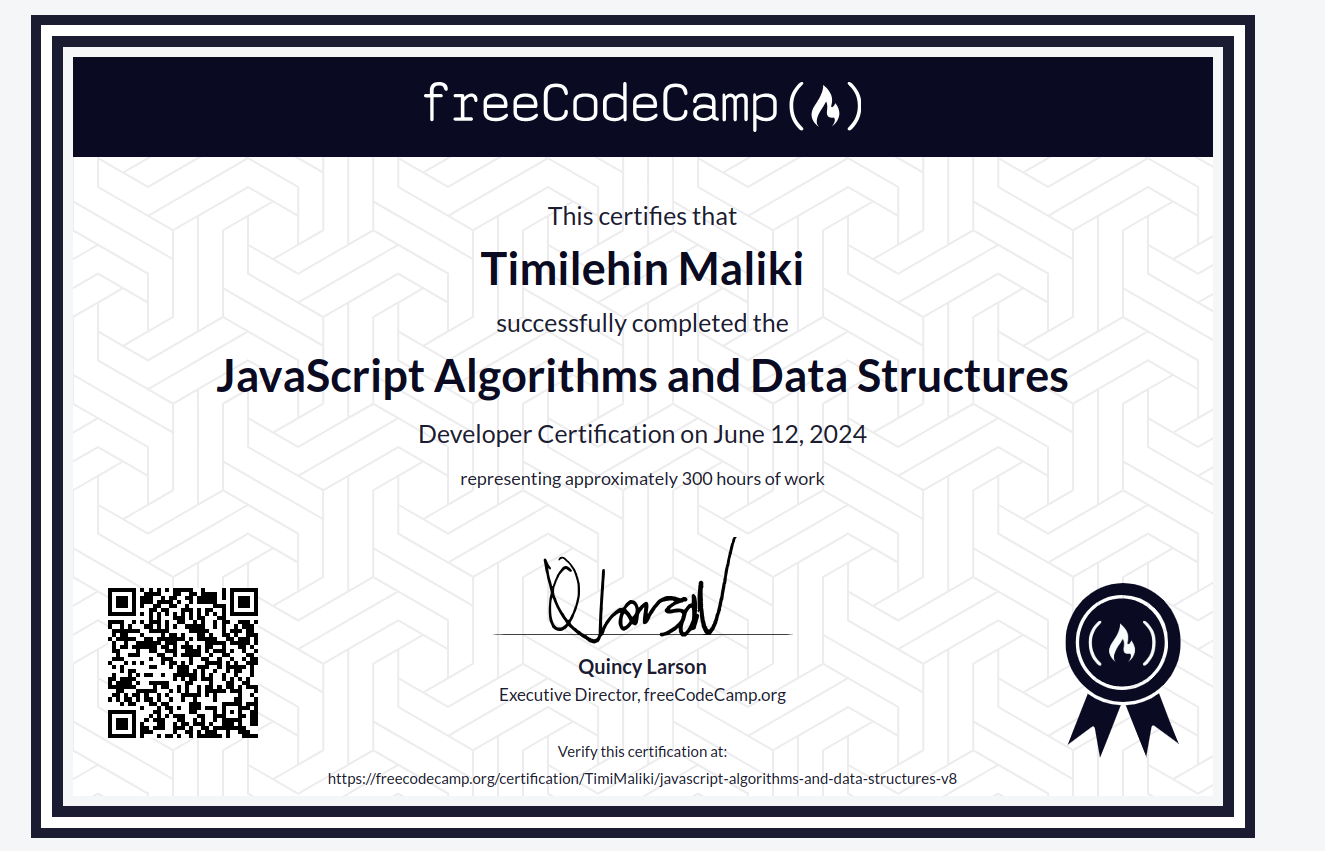 freeCodeCamp
This certifies that
Timilehin Maliki
successfully completed the
JavaScript Algorithms and Data Structures
Developer Certification on June 12, 2024
representing approximately 300 hours of work
Quincy Larson
Executive Director, freeCodeCamp.org
Verify this certification at:
https://freecodecamp.org/certification/TimiMaliki/javascript-algorithms-and-data-structures-v8